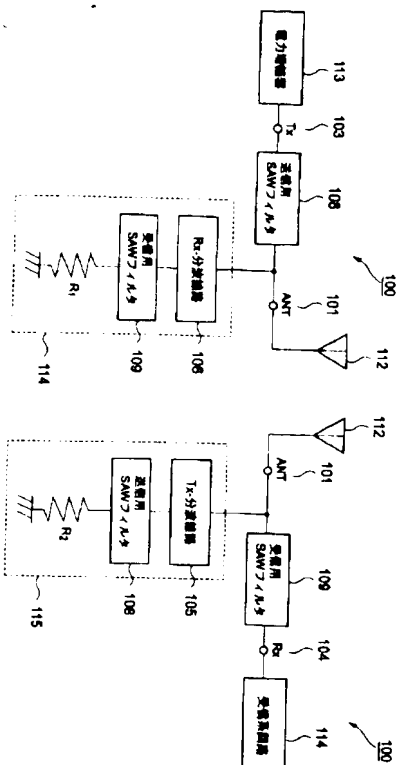 113
電力増幅器
Tx
103
送信用
SAWフィルタ
108
100
ANT
101
112
Rx-分波線路
106
受信用
SAWフィルタ
109
R1
114
112
ANT
101
受信用
SAWフィルタ
109
Rx
104
受信系回路
114
100
Tx-分波線路
105
送信用
SAWフィルタ
108
R2
115